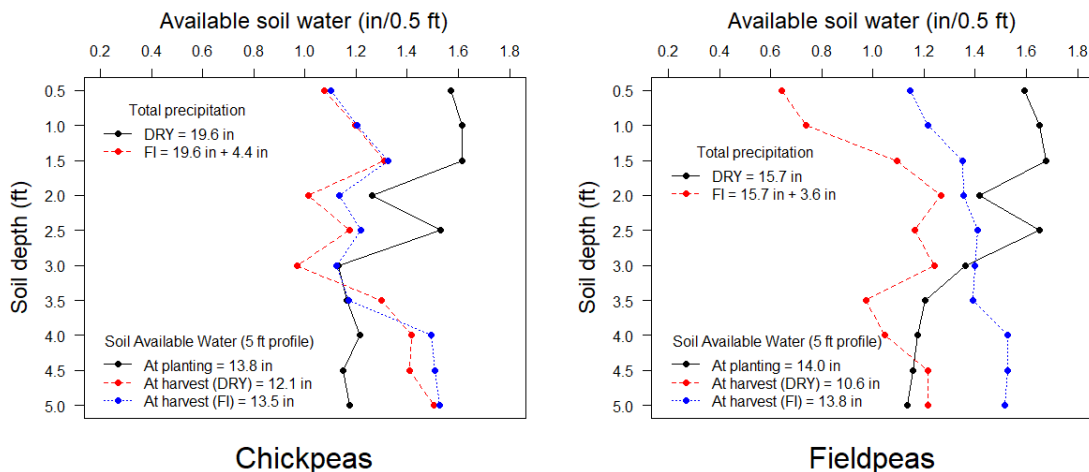 Available soil water (in/0.5 ft)
0.2 0.4 0.6 0.8 1.0 1.2 1.4 1.6 1.8
Soil depth (ft)
0.5
1.0
1.5
2.0
2.5
3.0
3.5
4.0
4.5
5.0
Total precipitation
DRY = 19.6 in
FI = 19.6 in + 4.4 in
Soil Available Water (5 ft profile)
At planting = 13.8 in
At harvest (DRY) = 12.1 in
At harvest (FI) = 13.5 in
Chickpeas
Available soil water (in/0.5 ft)
0.2 0.4 0.6 0.8 1.0 1.2 1.4 1.6 1.8
Soil depth (ft)
0.5
1.0
1.5
2.0
2.5
3.0
3.5
4.0
4.5
5.0
Total precipitation
DRY = 15.7 in
FI = 15.7 in + 3.6 in
Soil Available Water (5 ft profile)
At planting = 14.0 in
At harvest (DRY) = 10.6 in
At harvest (FI) = 13.8 in
Fieldpeas